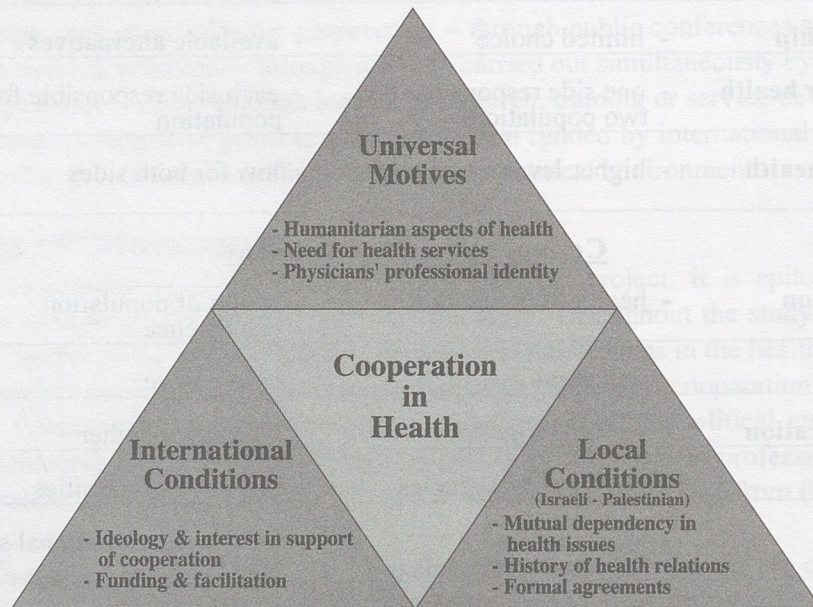 Universal
Motives
- Humanitarian aspects of health
- Need for health services
- Physicians' professional identity
Cooperation
in
Health
International
Conditions
- Ideology & interest in support
of cooperation
- Funding & facilitation
Local
Conditions
(Israeli - Palestinian)
- Mutual dependency in
health issues
- History of health relations
- Formal agreements